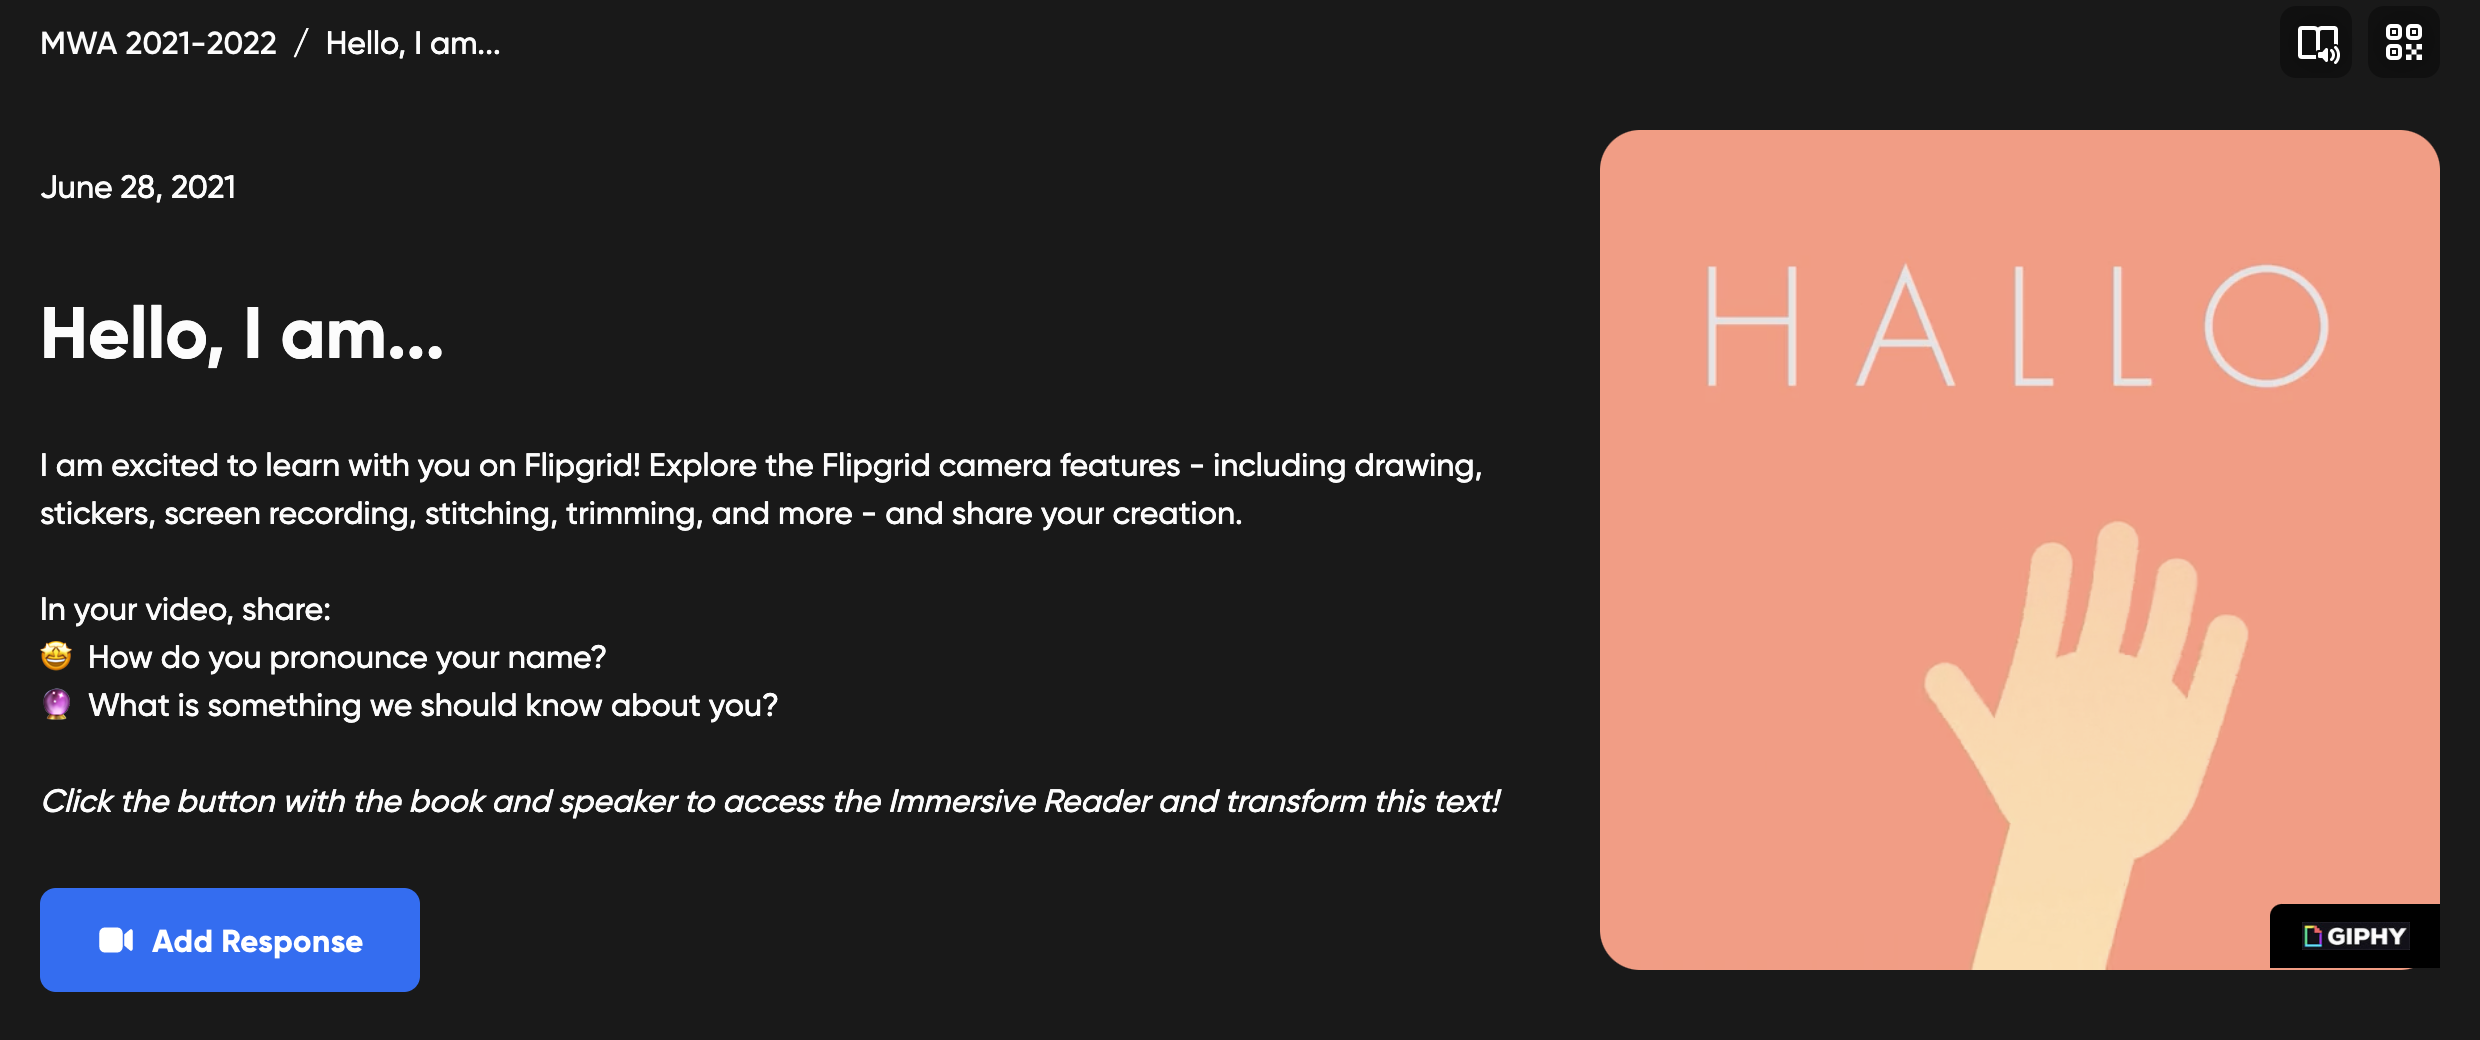 MWA 2021-2022 / Hello, I am...
June 28, 2021
Hello, I am...
I am excited to learn with you on Flipgrid! Explore the Flipgrid camera features - including drawing,
stickers, screen recording, stitching, trimming, and more - and share your creation.
In your video, share:
🤩 How do you pronounce your name?
🔮 What is something we should know about you?
Click the button with the book and speaker to access the Immersive Reader and transform this text!
Add Response
HALLO
GIPHY